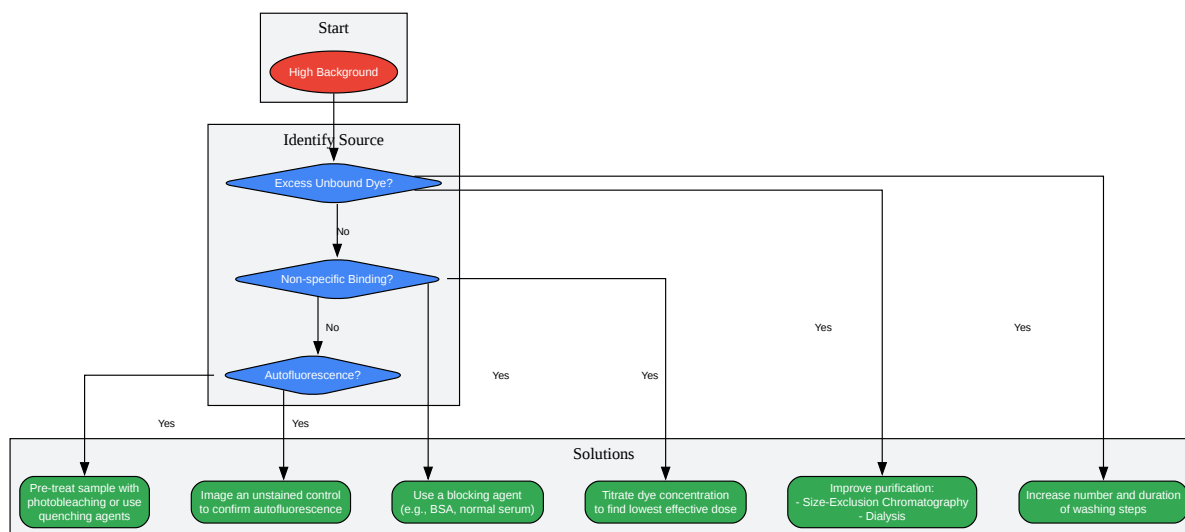 Start
High Background
Identify Source
Excess Unbound Dye?
No
Non-specific Binding?
No
Yes
Yes
Autofluorescence?
Yes
Yes
Yes
Yes
Solutions
Pre-treat sample with
photobleaching or use
quenching agents
Image an unstained control
to confirm autofluorescence
Use a blocking agent
(e.g., BSA, normal serum)
Titrate dye concentration
to find lowest effective dose
Improve purification:
- Size-Exclusion Chromatography
- Dialysis
Increase number and duration
of washing steps